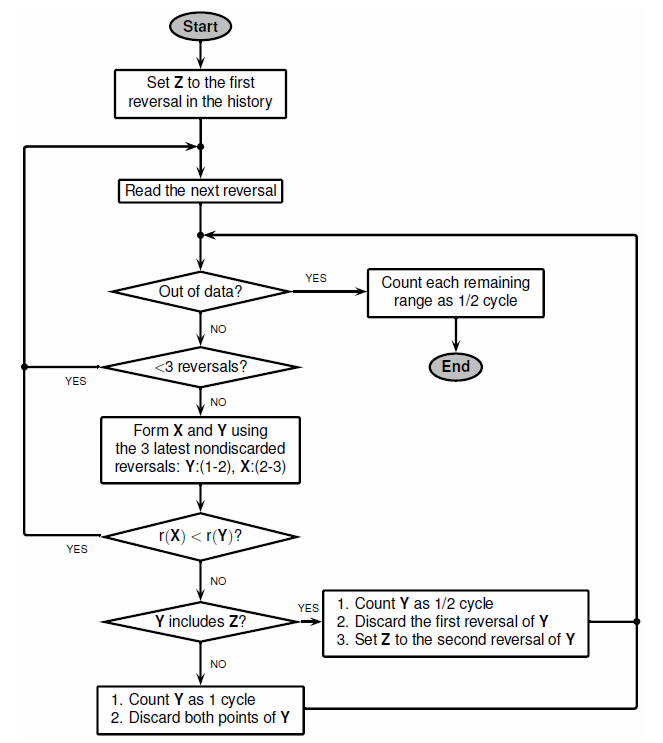 Start
Set Z to the first
reversal in the history
Read the next reversal
Out of data?
YES
Count each remaining
range as 1/2 cycle
NO
End
<3 reversals?
YES
NO
Form X and Y using
the 3 latest nondiscarded
reversals: Y:(1-2), X:(2-3)
r(X) < r(Y)?
YES
NO
Y includes Z?
YES
1. Count Y as 1/2 cycle
2. Discard the first reversal of Y
3. Set Z to the second reversal of Y
NO
1. Count Y as 1 cycle
2. Discard both points of Y